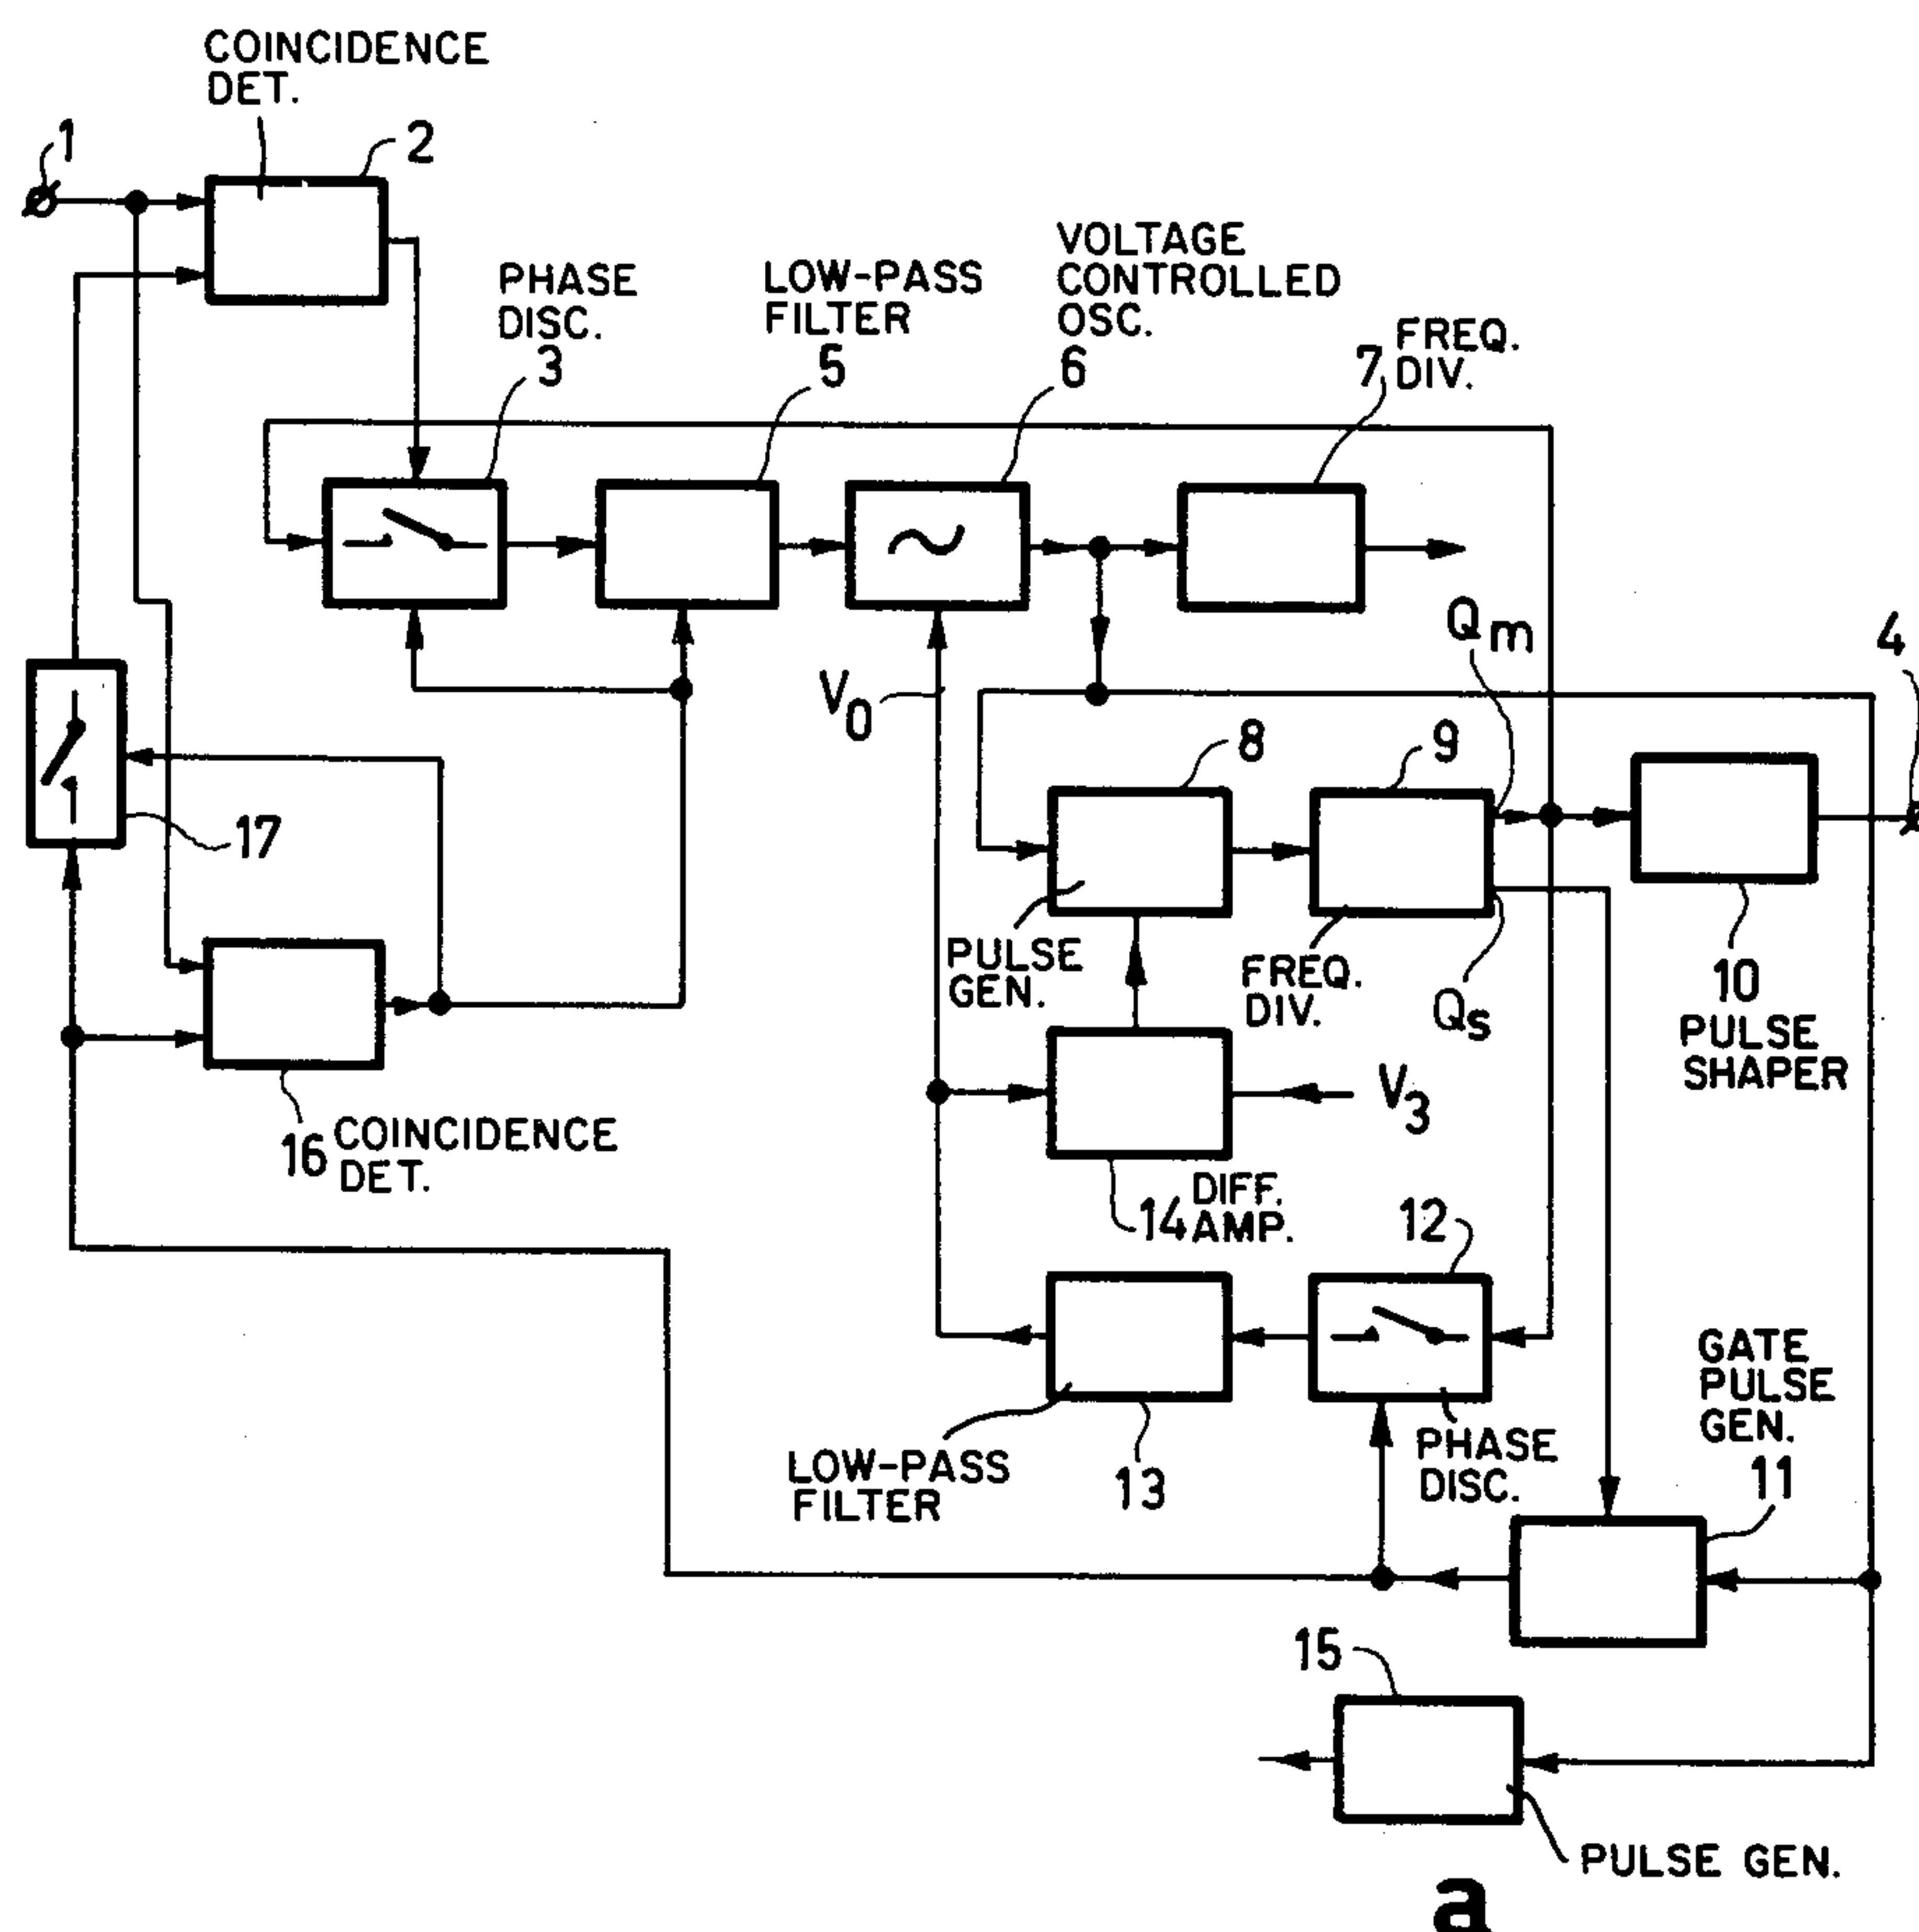 COINCIDENCE
DET.
1
2
PHASE
DISC.
3
LOW-PASS
FILTER
5
VOLTAGE
CONTROLLED
OSC.
6
7 FREQ.
DIV.
Qm
4
V0
8
9
17
PULSE
GEN.
FREQ.
DIV.
Qs
10
PULSE
SHAPER
V3
16 COINCIDENCE
DET.
14 DIFF.
AMP.
12
LOW-PASS
FILTER
13
PHASE
DISC.
GATE
PULSE
GEN.
11
15
PULSE GEN.
a